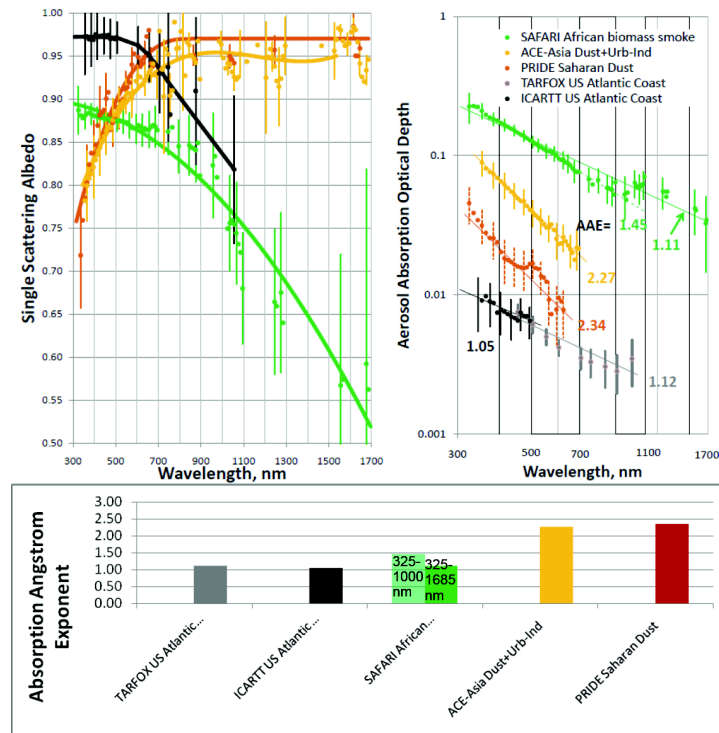 1.00
0.95
0.90
0.85
0.80
0.75
0.70
0.65
0.60
0.55
0.50
Single Scattering Albedo
300 500 700 900 1100 1300 1500 1700
Wavelength, nm
1
0.1
0.01
0.001
Aerosol Absorption Optical Depth
SAFARI African biomass smoke
ACE-Asia Dust+Urb-Ind
PRIDE Saharan Dust
TARFOX US Atlantic Coast
ICARTT US Atlantic Coast
AAE=
1.45
1.11
2.27
2.34
1.05
1.12
300 500 700 1100 1700
Wavelength, nm
Absorption Angstrom
Exponent
3.00
2.50
2.00
1.50
1.00
0.50
0.00
325-
1000
nm
325-
1685
nm
TARFOX US Atlantic...
ICARTT US Atlantic...
SAFARI African...
ACE-Asia Dust+Urb-Ind
PRIDE Saharan Dust